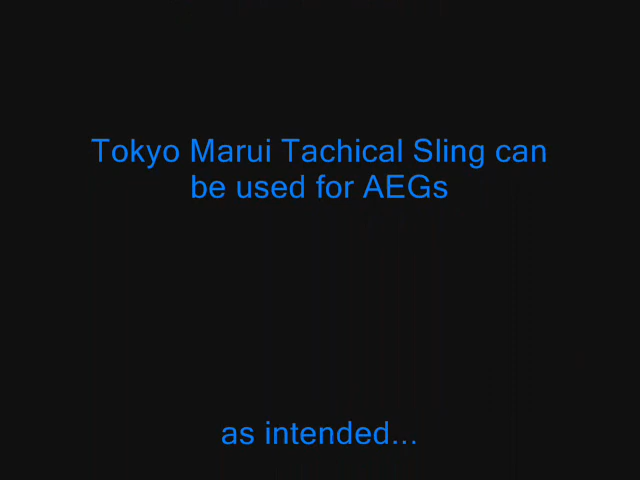 Tokyo Marui Tachical Sling can
be used for AEGs
as intended...